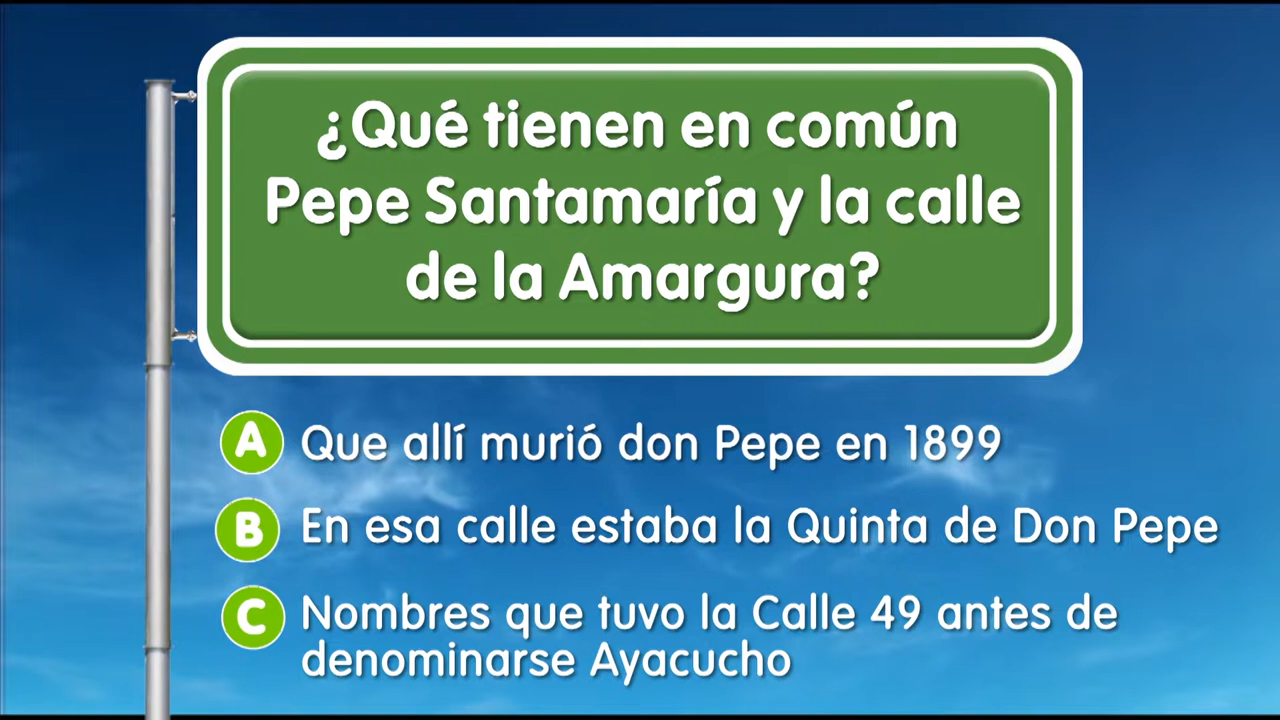 ¿Qué tienen en común
Pepe Santamaría y la calle
de la Amargura?
A Que allí murió don Pepe en 1899
B En esa calle estaba la Quinta de Don Pepe
C Nombres que tuvo la Calle 49 antes de
denominarse Ayacucho